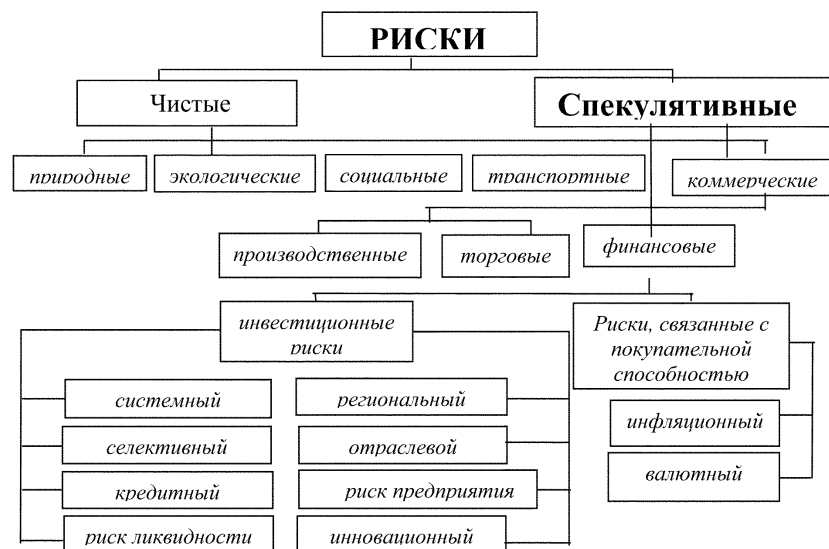 РИСКИ
Чистые
Спекулятивные
природные
экологические
социальные
транспортные
коммерческие
производственные
торговые
финансовые
инвестиционные
риски
Риски, связанные с
покупательной
способностью
системный
региональный
инфляционный
селективный
отраслевой
валютный
кредитный
риск предприятия
риск ликвидности
инновационный